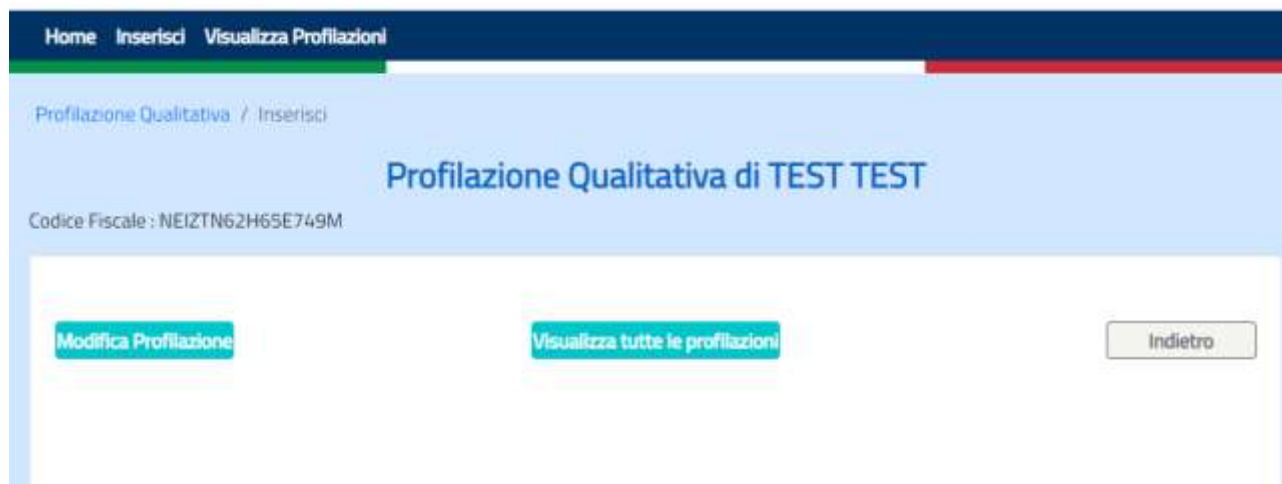 Home Inserisci Visualizza Profilazioni
Profilazione Qualitativa / Inserisci
Profilazione Qualitativa di TEST TEST
Codice Fiscale : NEIZTN62H65E749M
Modifica Profilazione Visualizza tutte le profilazioni Indietro